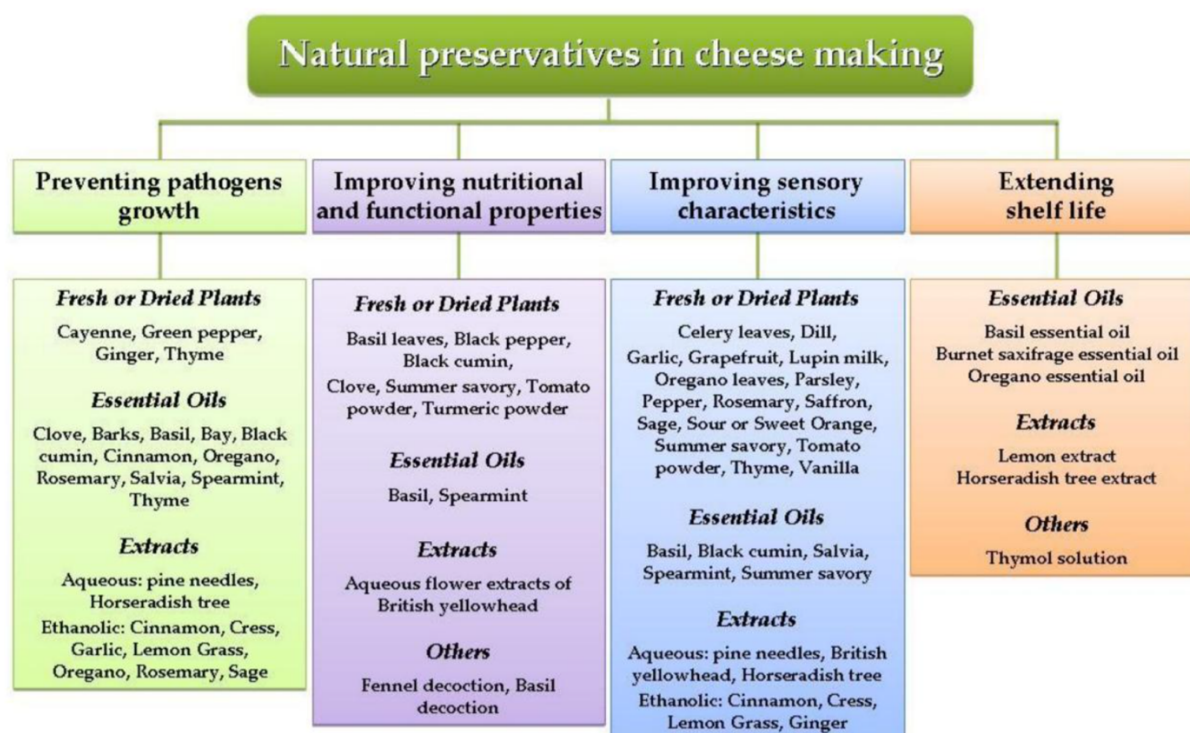 Natural preservatives in cheese making
Preventing pathogens
growth
Improving nutritional
and functional properties
Improving sensory
characteristics
Extending
shelf life
Fresh or Dried Plants
Cayenne, Green pepper,
Ginger, Thyme
Essential Oils
Clove, Barks, Basil, Bay, Black
cumin, Cinnamon, Oregano,
Rosemary, Salvia, Spearmint,
Thyme
Extracts
Aqueous: pine needles,
Horseradish tree
Ethanolic: Cinnamon, Cress,
Garlic, Lemon Grass,
Oregano, Rosemary, Sage
Fresh or Dried Plants
Basil leaves, Black pepper,
Black cumin,
Clove, Summer savory, Tomato
powder, Turmeric powder
Essential Oils
Basil, Spearmint
Extracts
Aqueous flower extracts of
British yellowhead
Others
Fennel decoction, Basil
decoction
Fresh or Dried Plants
Celery leaves, Dill,
Garlic, Grapefruit, Lupin milk,
Oregano leaves, Parsley,
Pepper, Rosemary, Saffron,
Sage, Sour or Sweet Orange,
Summer savory, Tomato
powder, Thyme, Vanilla
Essential Oils
Basil, Black cumin, Salvia,
Spearmint, Summer savory
Extracts
Aqueous: pine needles, British
yellowhead, Horseradish tree
Ethanolic: Cinnamon, Cress,
Lemon Grass, Ginger
Essential Oils
Basil essential oil
Burnet saxifrage essential oil
Oregano essential oil
Extracts
Lemon extract
Horseradish tree extract
Others
Thymol solution